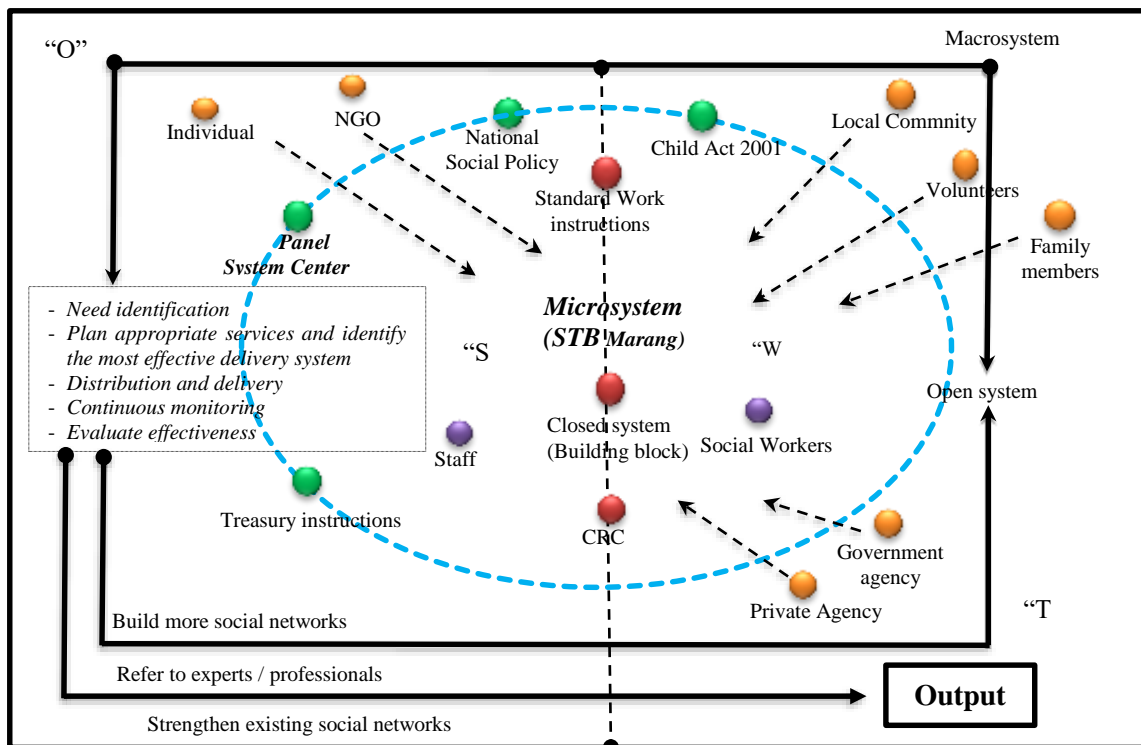 “O”
Macrosystem
Individual
NGO
National
Social Policy
Child Act 2001
Local Commnity
Standard Work
instructions
Volunteers
Panel
System Center
Family
members
- Need identification
- Plan appropriate services and identify
the most effective delivery system
- Distribution and delivery
- Continuous monitoring
- Evaluate effectiveness
Microsystem
(STB Marang)
“S
“W
Open system
Staff
Closed system
(Building block)
Social Workers
Treasury instructions
CRC
Government
agency
Private Agency
“T
Build more social networks
Refer to experts / professionals
Output
Strengthen existing social networks